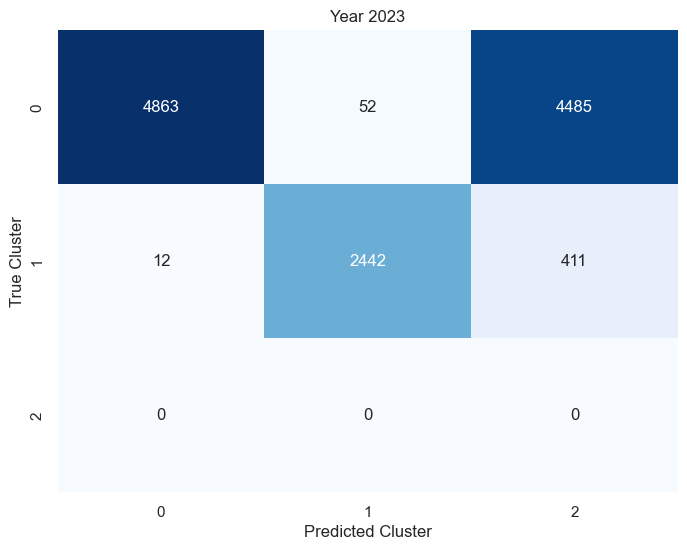 Year 2023
0 4863 52 4485
1 12 2442 411
2 0 0 0
0 1 2
True Cluster
Predicted Cluster